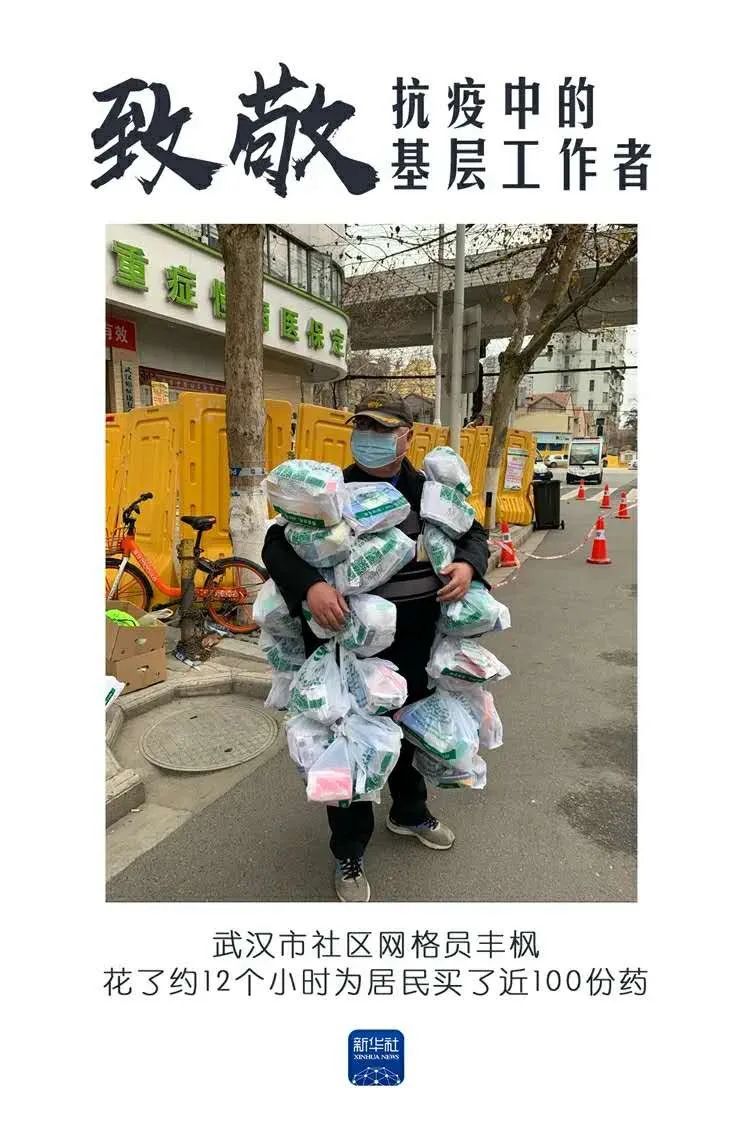 致敬
抗疫中的
基层工作者
重症慢病医保定
有效
武汉市社区网格员丰枫
花了约12个小时为居民买了近100份药
新华社
XINHUA NEWS